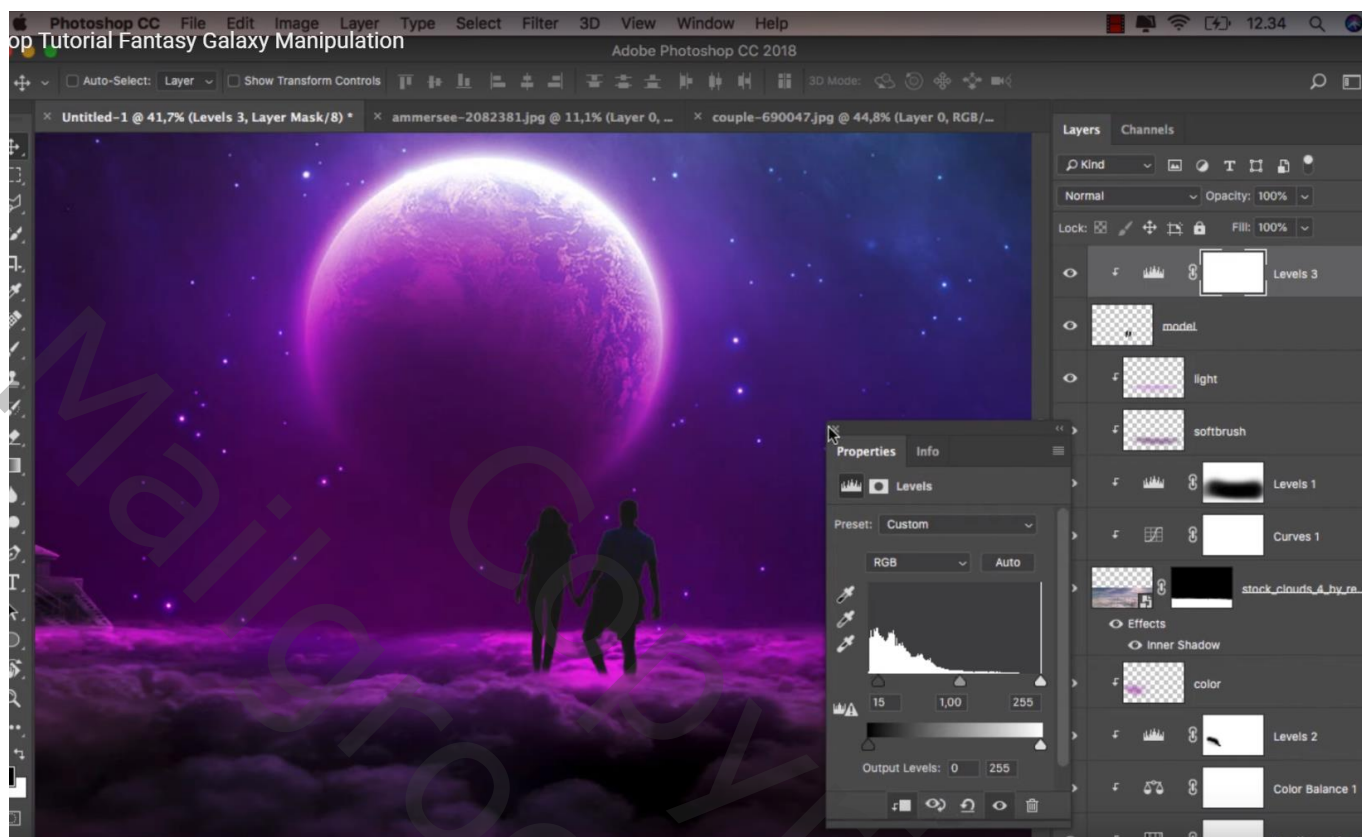 Photoshop CC File Edit Image Layer Type Select Filter 3D View Window Help 12.34
op Tutorial Fantasy Galaxy Manipulation
Adobe Photoshop CC 2018
Auto-Select: Layer Show Transform Controls 3D Mode:
× Untitled-1 @ 41,7% (Levels 3, Layer Mask/8) * × ammersee-2082381.jpg @ 11,1% (Layer 0, ... × couple-690047.jpg @ 44,8% (Layer 0, RGB/...
Layers Channels
Kind
Normal Opacity: 100%
Lock: Fill: 100%
Levels 3
model
light
softbrush
Levels 1
Curves 1
stock_clouds_4_by_re...
Effects
Inner Shadow
color
Levels 2
Color Balance 1
Properties Info
Levels
Preset: Custom
RGB Auto
15 1,00 255
Output Levels: 0 255